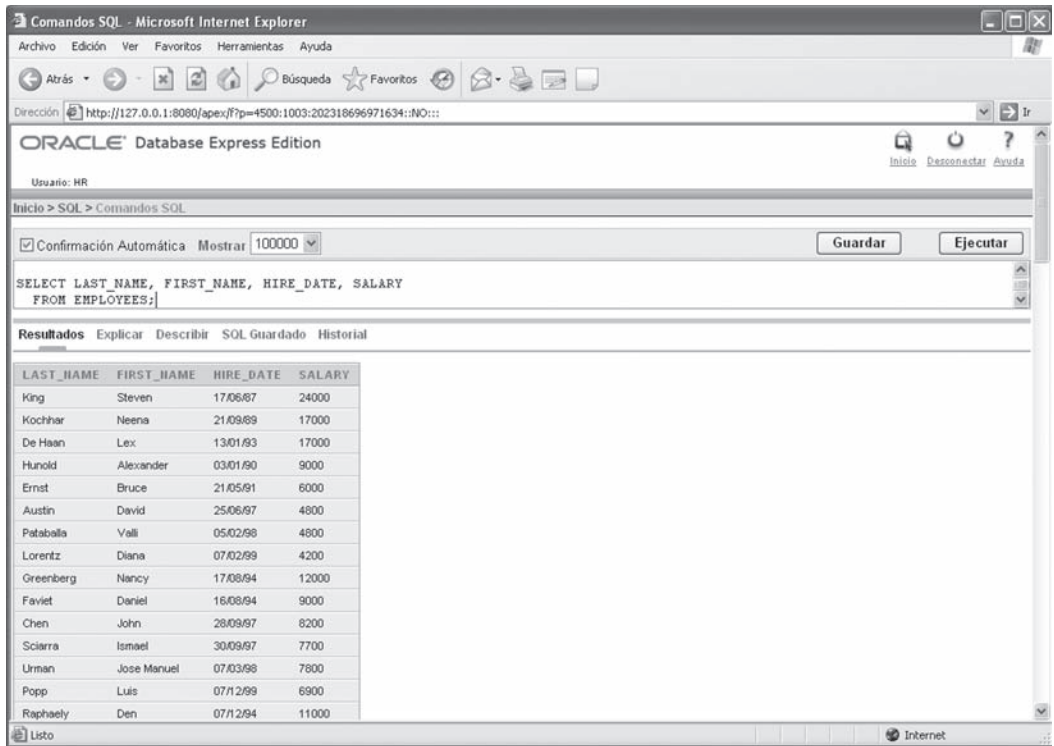 Comandos SQL - Microsoft Internet Explorer
Archivo Edición Ver Favoritos Herramientas Ayuda
Atrás Búsqueda Favoritos
Dirección http://127.0.0.1:8080/apex/f?p=4500:1003:202318696971634::NO::: Ir
ORACLE Database Express Edition
Inicio Desconectar Ayuda
Usuario: HR
Inicio > SQL > Comandos SQL
Confirmación Automática Mostrar 100000 Guardar Ejecutar
SELECT LAST_NAME, FIRST_NAME, HIRE_DATE, SALARY
FROM EMPLOYEES;
Resultados Explicar Describir SQL Guardado Historial
LAST_NAME FIRST_NAME HIRE_DATE SALARY
King Steven 17/06/87 24000
Kochhar Neena 21/09/89 17000
De Haan Lex 13/01/93 17000
Hunold Alexander 03/01/90 9000
Ernst Bruce 21/05/91 6000
Austin David 25/06/97 4800
Pataballa Valli 05/02/98 4800
Lorentz Diana 07/02/99 4200
Greenberg Nancy 17/08/94 12000
Faviet Daniel 16/08/94 9000
Chen John 28/09/97 8200
Sciarra Ismael 30/09/97 7700
Urman Jose Manuel 07/03/98 7800
Popp Luis 07/12/99 6900
Raphaely Den 07/12/94 11000
Listo Internet